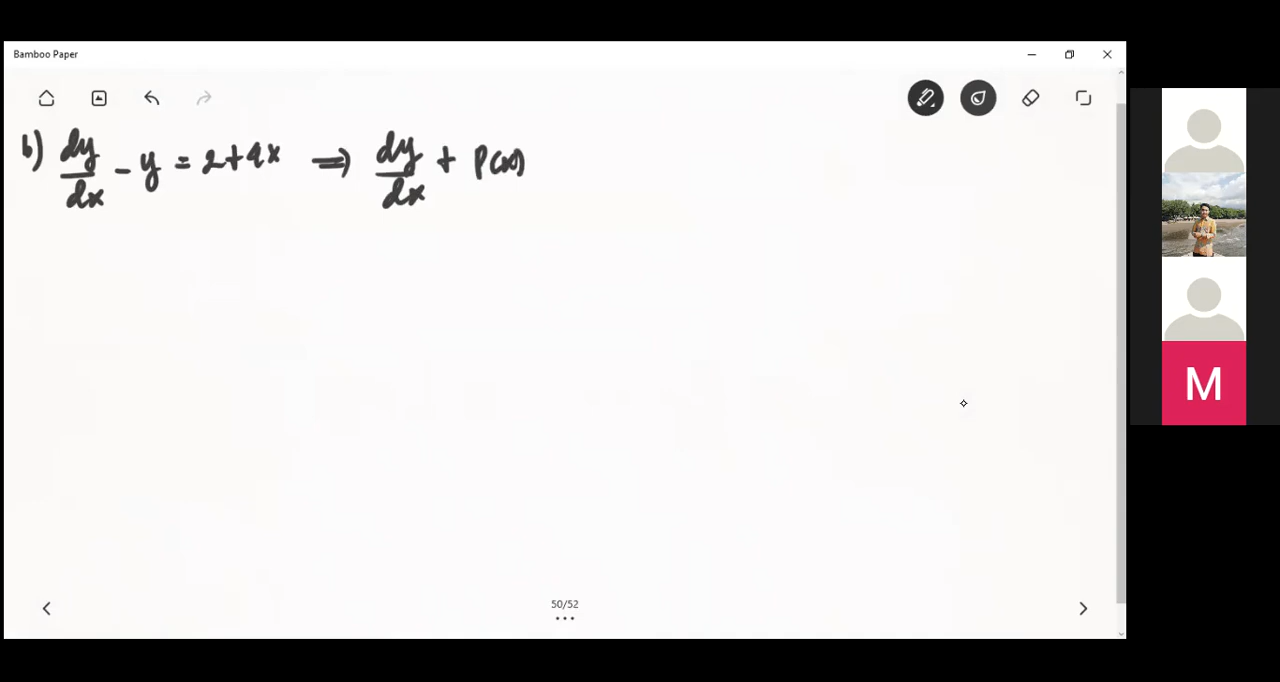 Bamboo Paper
b) dy/dx - y = 2+4x ⟹ dy/dx + P(x)
50/52
M